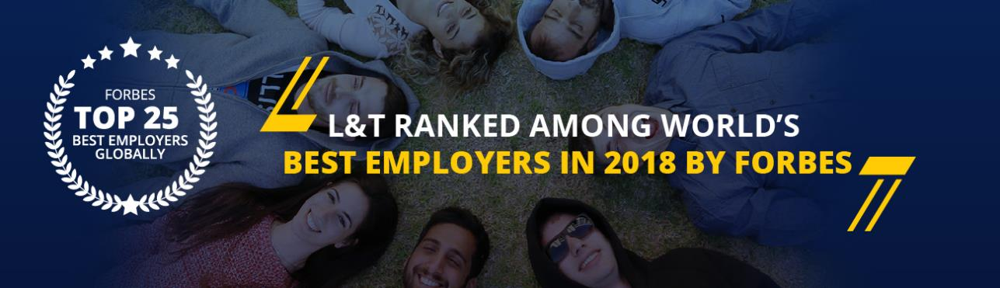 FORBES
TOP 25
BEST EMPLOYERS
GLOBALLY
L&T RANKED AMONG WORLD'S
BEST EMPLOYERS IN 2018 BY FORBES